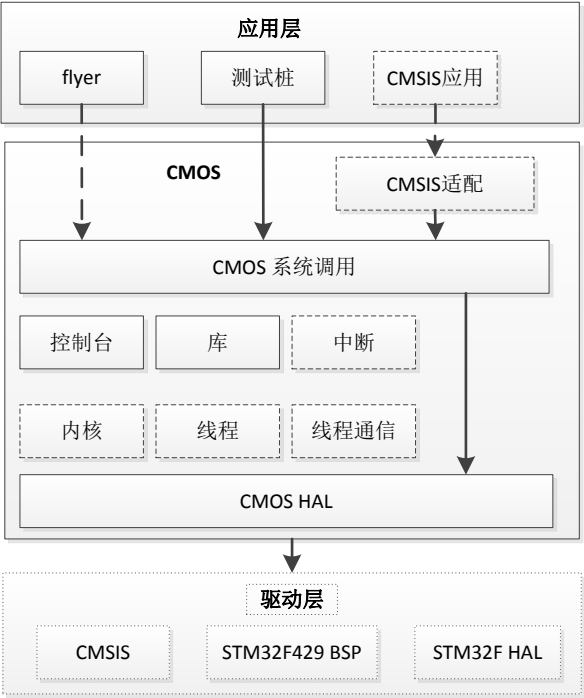 应用层
flyer
测试桩
CMSIS应用
CMOS
CMSIS适配
CMOS 系统调用
控制台
库
中断
内核
线程
线程通信
CMOS HAL
驱动层
CMSIS
STM32F429 BSP
STM32F HAL